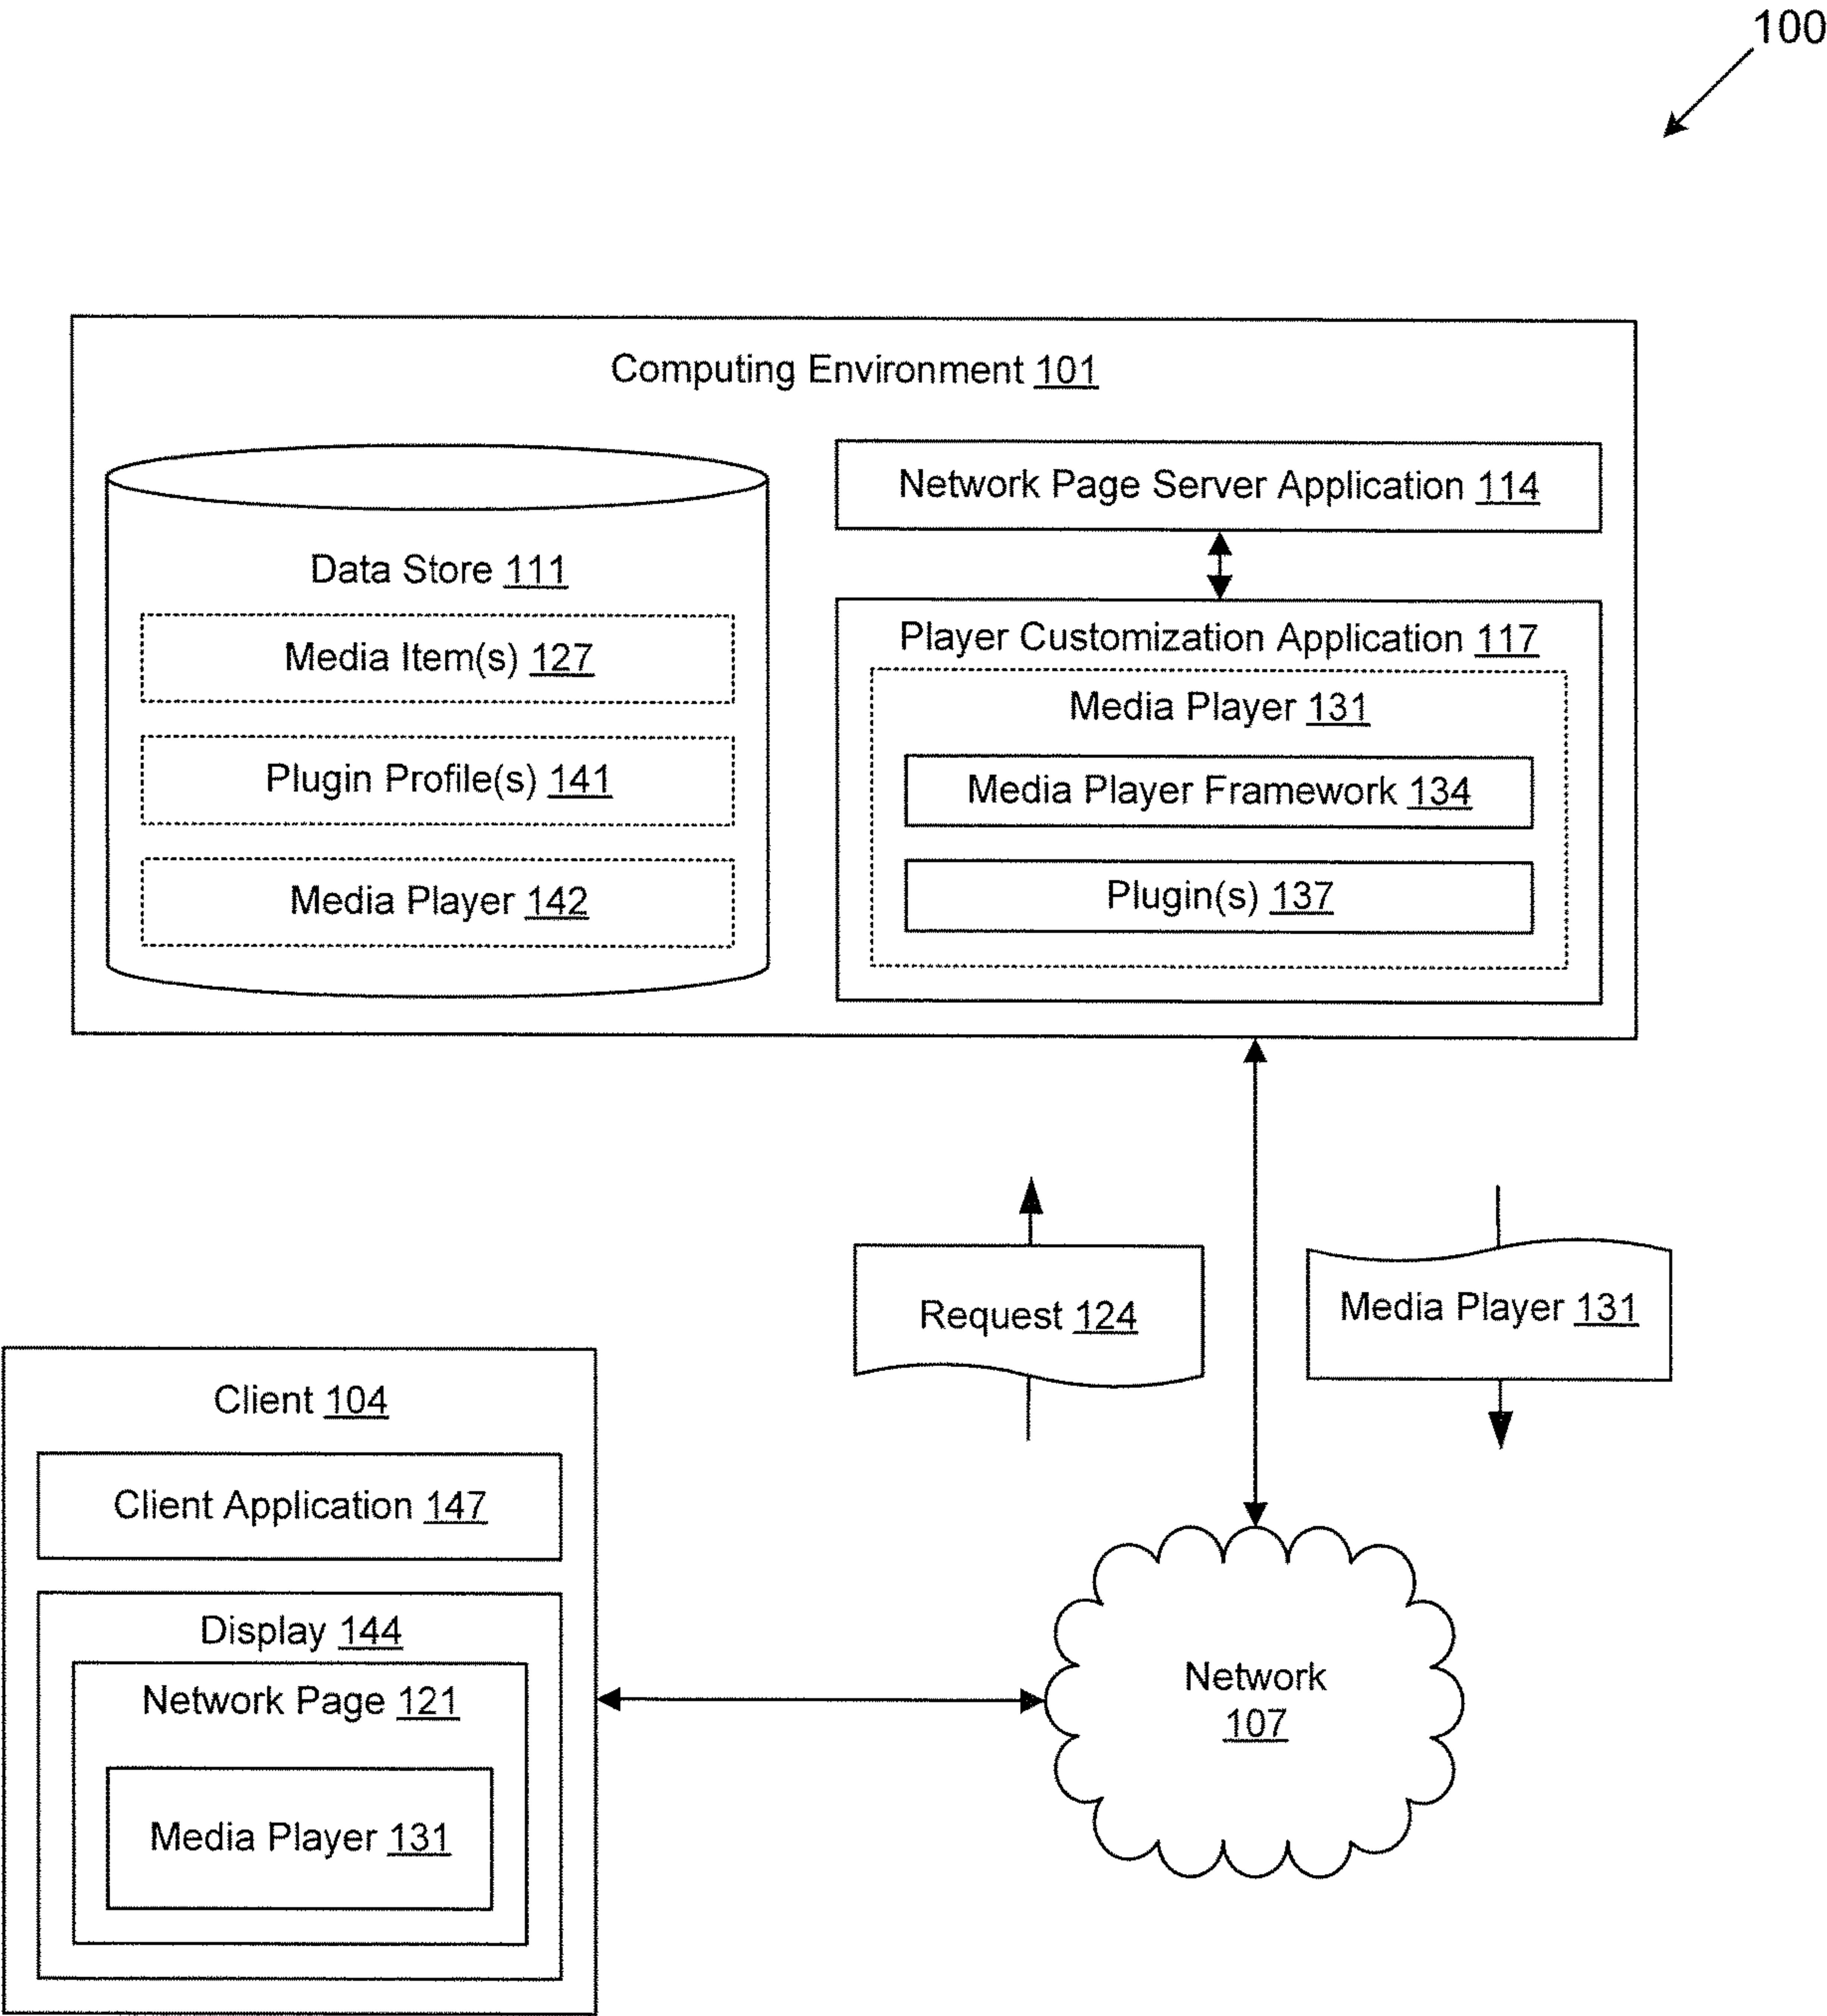 100
Computing Environment 101
Network Page Server Application 114
Data Store 111
Media Item(s) 127
Plugin Profile(s) 141
Media Player 142
Player Customization Application 117
Media Player 131
Media Player Framework 134
Plugin(s) 137
Request 124
Media Player 131
Client 104
Client Application 147
Display 144
Network Page 121
Media Player 131
Network
107